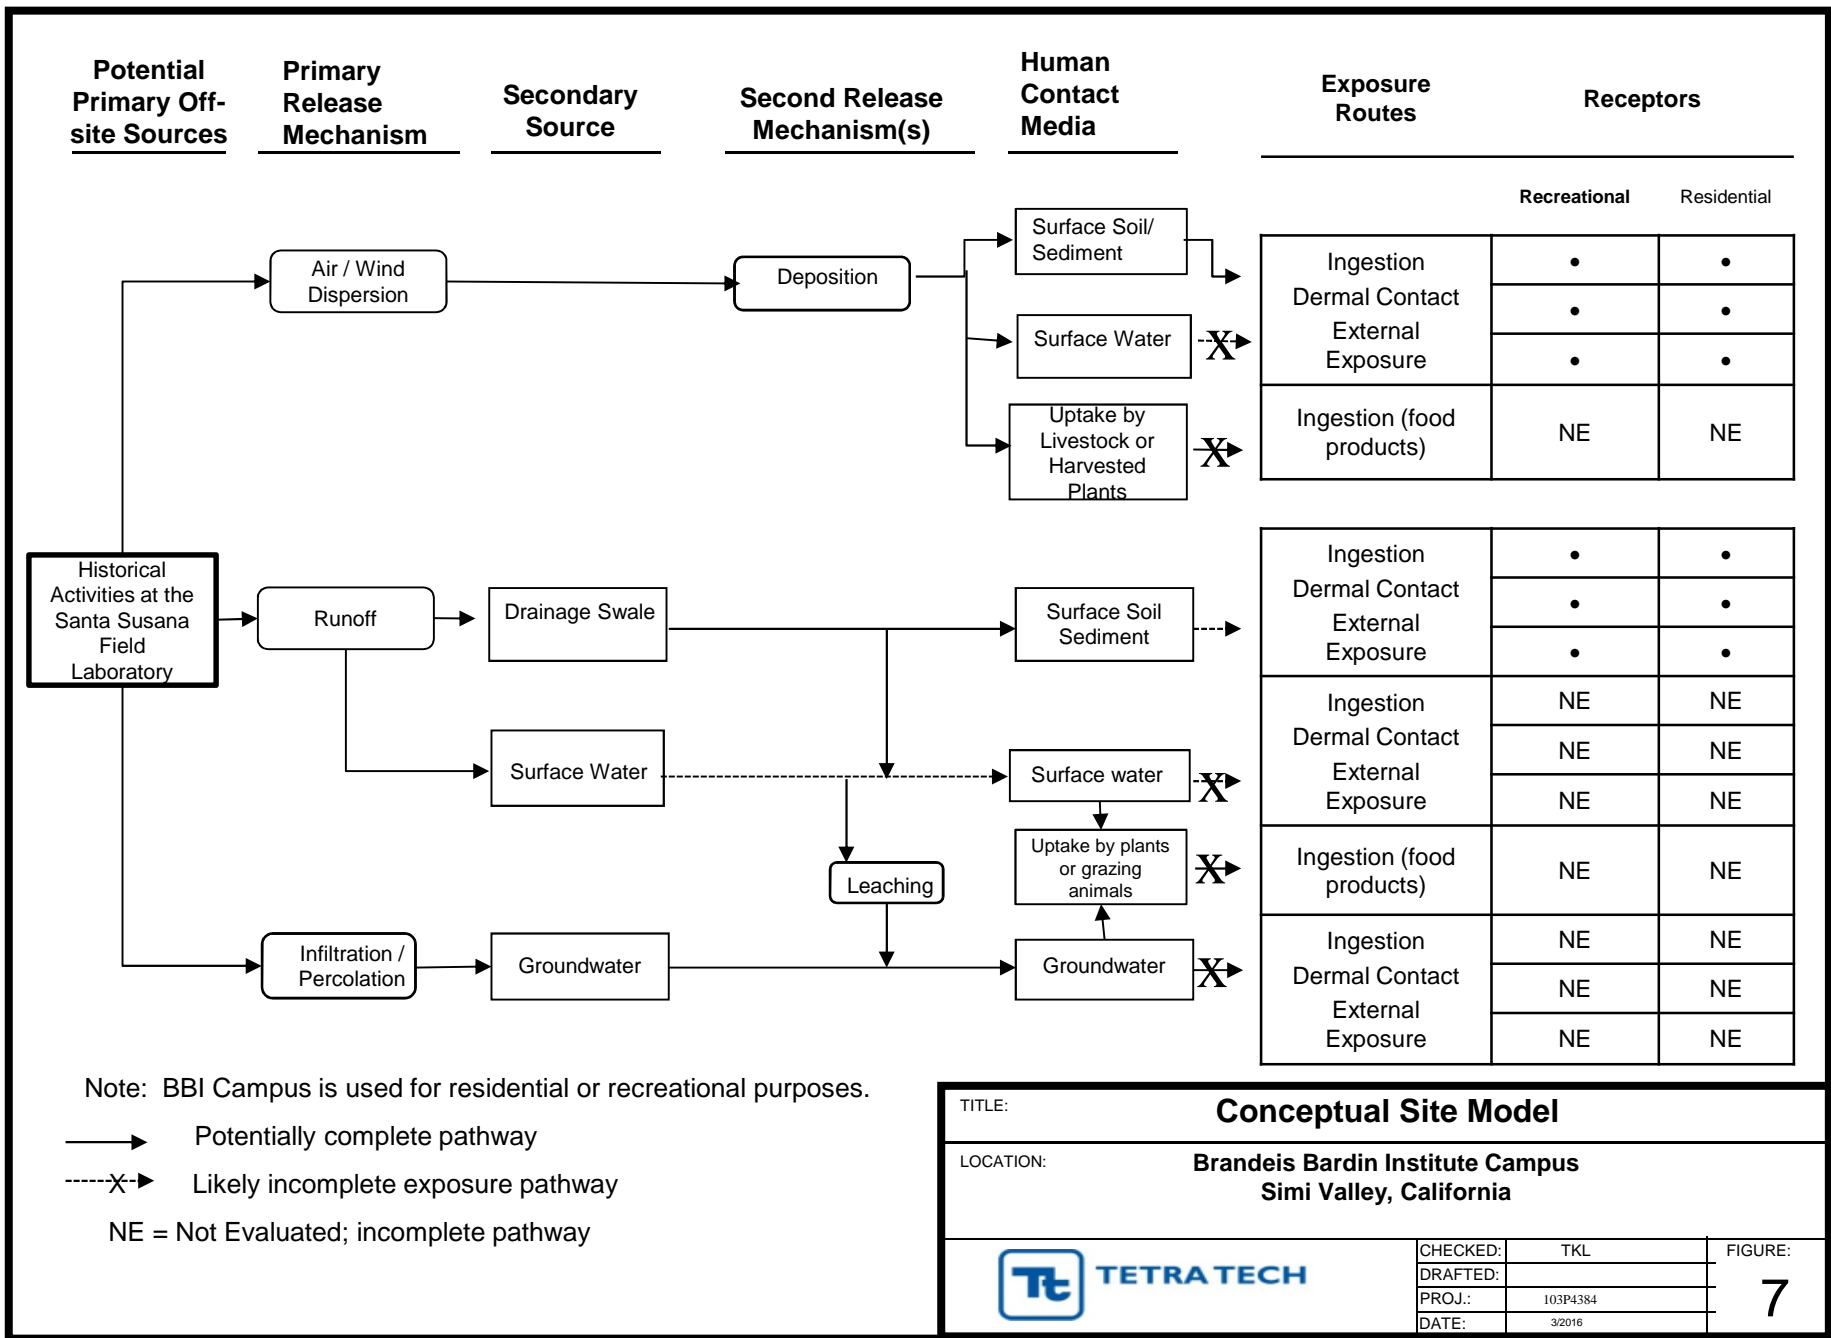 Potential
Primary Off-
site Sources
Primary
Release
Mechanism
Secondary
Source
Second Release
Mechanism(s)
Human
Contact
Media
Exposure
Routes
Receptors
Recreational
Residential
Air / Wind
Dispersion
Deposition
Surface Soil/
Sediment
Surface Water
X
Uptake by
Livestock or
Harvested
Plants
X
Ingestion
• •
Dermal Contact
• •
External
Exposure
• •
Ingestion (food
products)
NE NE
Historical
Activities at the
Santa Susana
Field
Laboratory
Runoff
Drainage Swale
Surface Soil
Sediment
Ingestion
• •
Dermal Contact
• •
External
Exposure
• •
Surface Water
Surface water
X
Ingestion
NE NE
Dermal Contact
NE NE
External
Exposure
NE NE
Leaching
Uptake by plants
or grazing
animals
X
Ingestion (food
products)
NE NE
Infiltration /
Percolation
Groundwater
Groundwater
X
Ingestion
NE NE
Dermal Contact
NE NE
External
Exposure
NE NE
Note: BBI Campus is used for residential or recreational purposes.
Potentially complete pathway
X Likely incomplete exposure pathway
NE = Not Evaluated; incomplete pathway
TITLE: Conceptual Site Model
LOCATION: Brandeis Bardin Institute Campus
Simi Valley, California
Tt TETRA TECH
CHECKED: TKL
DRAFTED:
PROJ.: 103P4384
DATE: 3/2016
FIGURE:
7